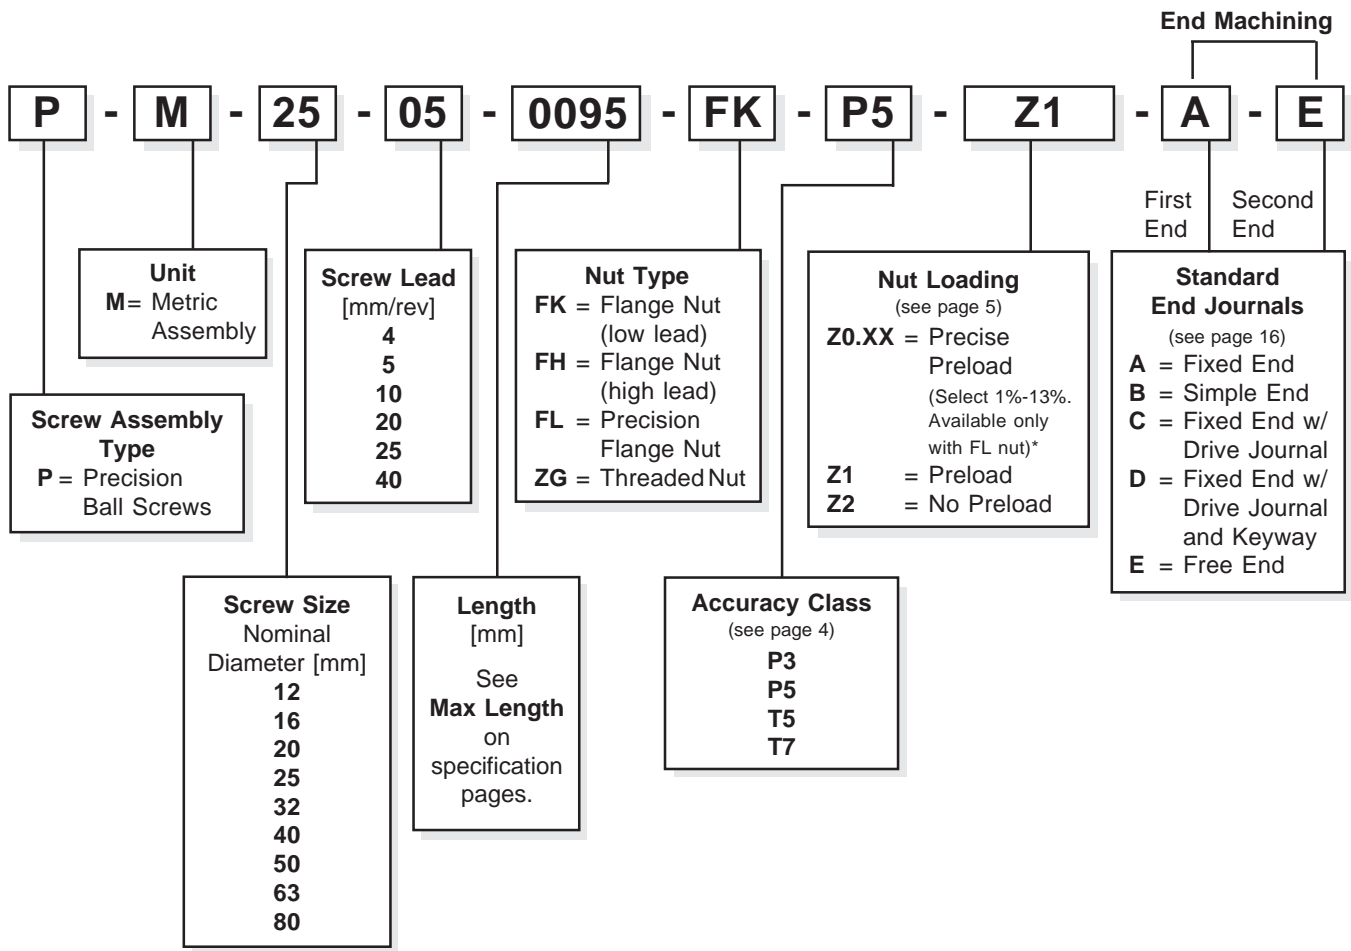 End Machining
P - M - 25 - 05 - 0095 - FK - P5 - Z1 - A - E
First
End
Second
End
Unit
M= Metric
Assembly
Screw Assembly
Type
P = Precision
Ball Screws
Screw Lead
[mm/rev]
4
5
10
20
25
40
Nut Type
FK = Flange Nut
(low lead)
FH = Flange Nut
(high lead)
FL = Precision
Flange Nut
ZG = Threaded Nut
Nut Loading
(see page 5)
Z0.XX = Precise
Preload
(Select 1%-13%.
Available only
with FL nut)*
Z1 = Preload
Z2 = No Preload
Standard
End Journals
(see page 16)
A = Fixed End
B = Simple End
C = Fixed End w/
Drive Journal
D = Fixed End w/
Drive Journal
and Keyway
E = Free End
Screw Size
Nominal
Diameter [mm]
12
16
20
25
32
40
50
63
80
Length
[mm]
See
Max Length
on
specification
pages.
Accuracy Class
(see page 4)
P3
P5
T5
T7